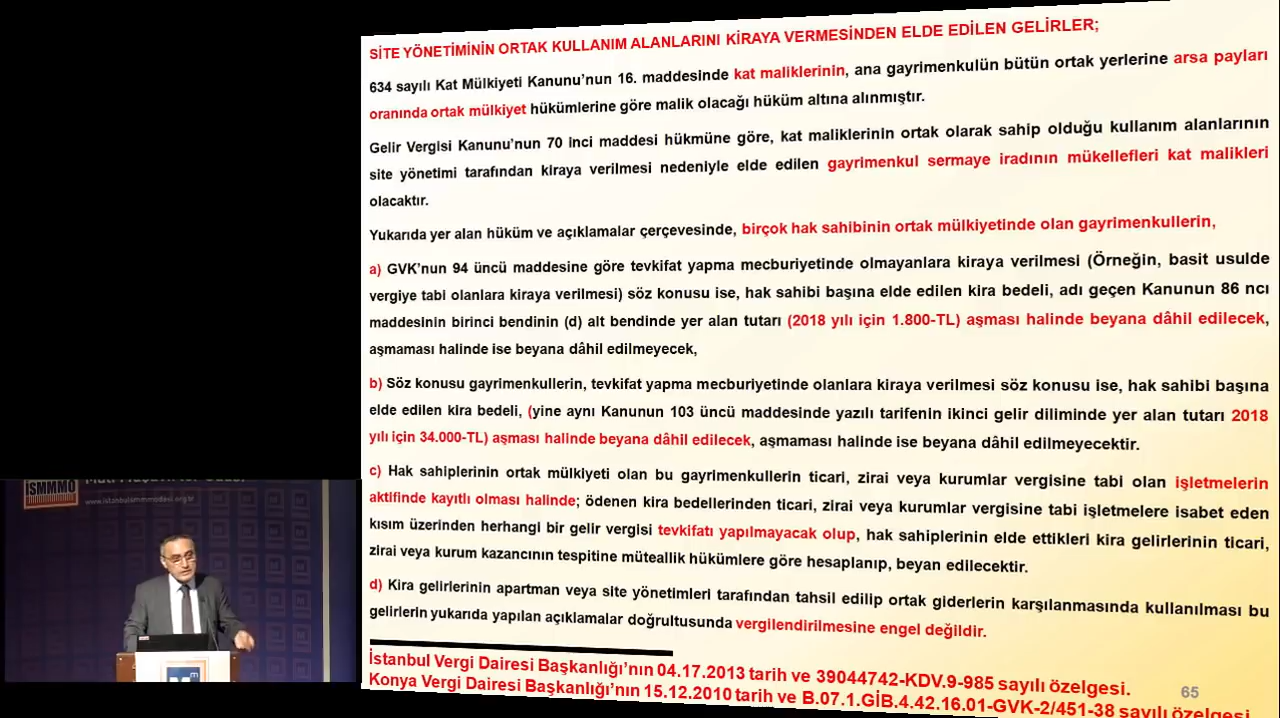 SİTE YÖNETİMİNİN ORTAK KULLANIM ALANLARINI KİRAYA VERMESİNDEN ELDE EDİLEN GELİRLER;
634 sayılı Kat Mülkiyeti Kanunu’nun 16. maddesinde kat maliklerinin, ana gayrimenkulün bütün ortak yerlerine arsa payları
oranında ortak mülkiyet hükümlerine göre malik olacağı hüküm altına alınmıştır.
Gelir Vergisi Kanunu’nun 70 inci maddesi hükmüne göre, kat maliklerinin ortak olarak sahip olduğu kullanım alanlarının
site yönetimi tarafından kiraya verilmesi nedeniyle elde edilen gayrimenkul sermaye iradının mükellefleri kat malikleri
olacaktır.
Yukarıda yer alan hüküm ve açıklamalar çerçevesinde, birçok hak sahibinin ortak mülkiyetinde olan gayrimenkullerin,
a) GVK’nun 94 üncü maddesine göre tevkifat yapma mecburiyetinde olmayanlara kiraya verilmesi (Örneğin, basit usulde
vergiye tabi olanlara kiraya verilmesi) söz konusu ise, hak sahibi başına elde edilen kira bedeli, adı geçen Kanunun 86 ncı
maddesinin birinci bendinin (d) alt bendinde yer alan tutarı (2018 yılı için 1.800-TL) aşması halinde beyana dâhil edilecek,
aşmaması halinde ise beyana dâhil edilmeyecek,
b) Söz konusu gayrimenkullerin, tevkifat yapma mecburiyetinde olanlara kiraya verilmesi söz konusu ise, hak sahibi başına
elde edilen kira bedeli, (yine aynı Kanunun 103 üncü maddesinde yazılı tarifenin ikinci gelir diliminde yer alan tutarı 2018
yılı için 34.000-TL) aşması halinde beyana dâhil edilecek, aşmaması halinde ise beyana dâhil edilmeyecektir.
c) Hak sahiplerinin ortak mülkiyeti olan bu gayrimenkullerin ticari, zirai veya kurumlar vergisine tabi olan işletmelerin
aktifinde kayıtlı olması halinde; ödenen kira bedellerinden ticari, zirai veya kurumlar vergisine tabi işletmelere isabet eden
kısım üzerinden herhangi bir gelir vergisi tevkifatı yapılmayacak olup, hak sahiplerinin elde ettikleri kira gelirlerinin ticari,
zirai veya kurum kazancının tespitine müteallik hükümlere göre hesaplanıp, beyan edilecektir.
d) Kira gelirlerinin apartman veya site yönetimleri tarafından tahsil edilip ortak giderlerin karşılanmasında kullanılması bu
gelirlerin yukarıda yapılan açıklamalar doğrultusunda vergilendirilmesine engel değildir.
İstanbul Vergi Dairesi Başkanlığı’nın 04.17.2013 tarih ve 39044742-KDV.9-985 sayılı özelgesi.
Konya Vergi Dairesi Başkanlığı’nın 15.12.2010 tarih ve B.07.1.GİB.4.42.16.01-GVK-2/451-38 sayılı özelgesi.
65
İSMMMO
www.istanbulsmmmodasi.org.tr